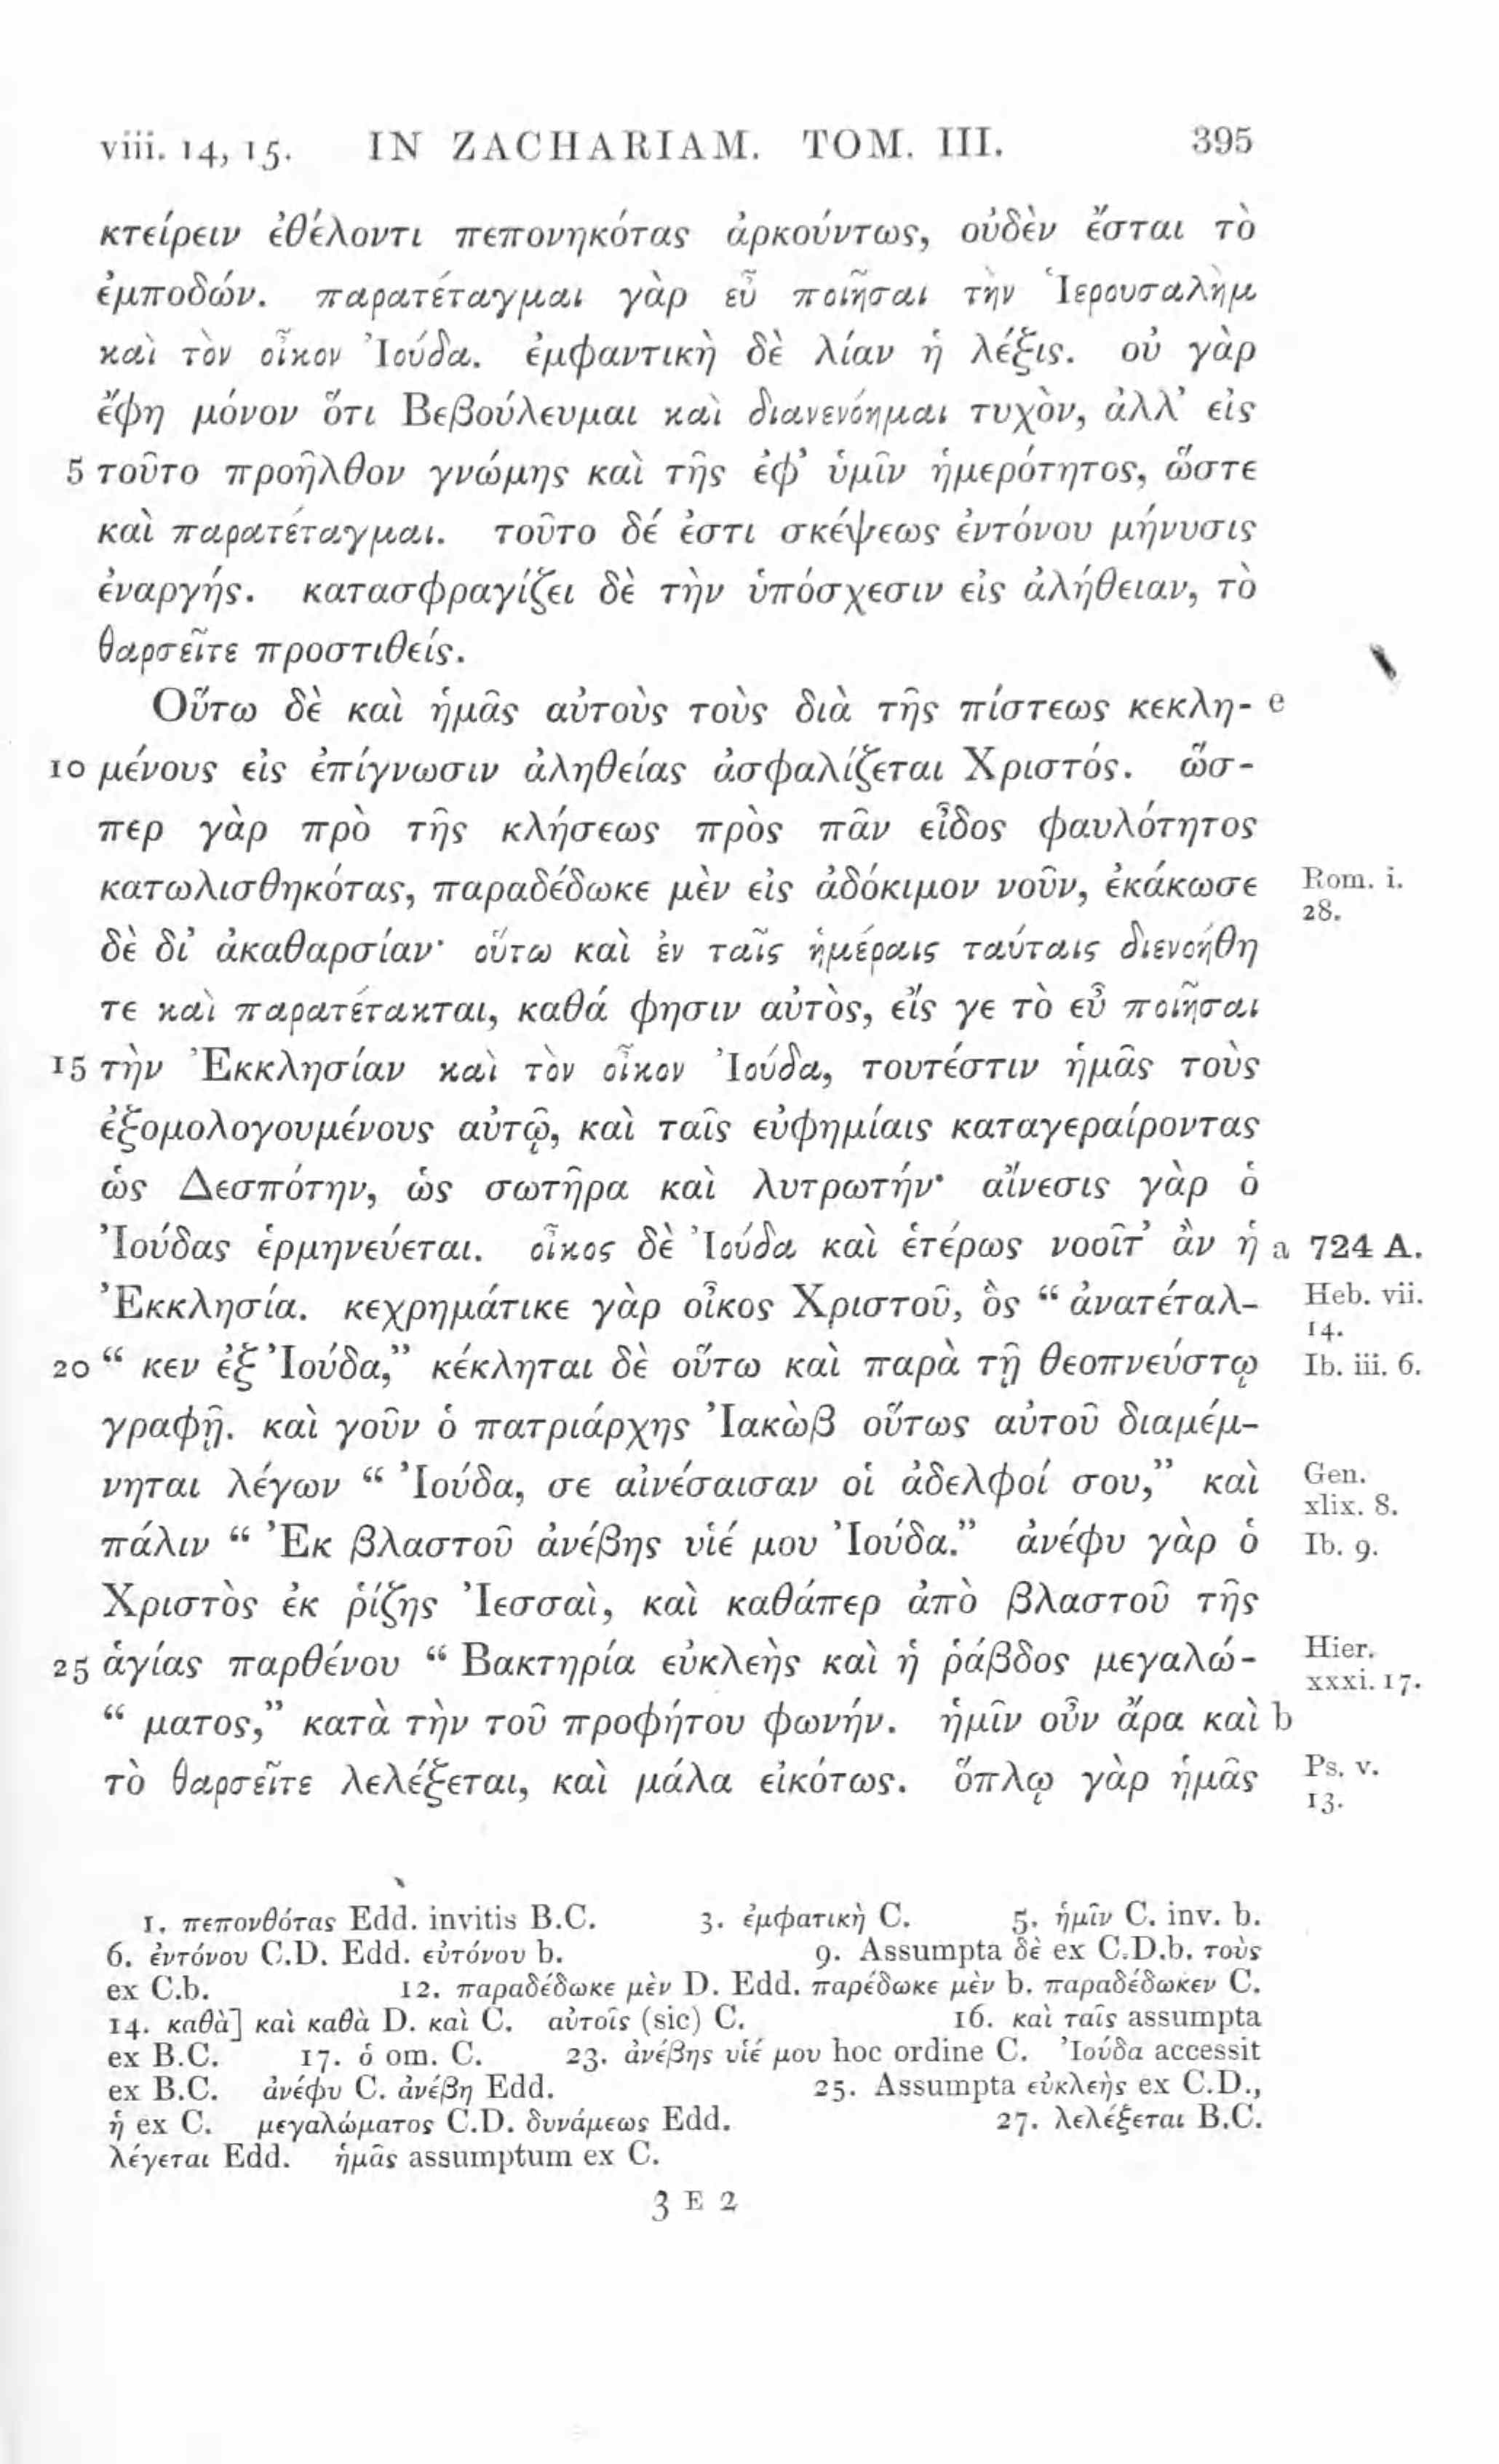 viii. 14, 15. IN ZACHARIAM. TOM. III. 395
κτείρειν ἐθέλοντι πεπονηκότας ἀρκούντως, οὐδὲν ἔσται τὸ
ἐμποδών. παρατέταγμαι γὰρ εὖ ποιῆσαι τὴν Ἱερουσαλὴμ
καὶ τὸν οἶκον Ἰούδα. ἐμφαντικὴ δὲ λίαν ἡ λέξις. οὐ γὰρ
ἔφη μόνον ὅτι Βεβούλευμαι καὶ διανενόημαι τυχὸν, ἀλλ’ εἰς
5 τοῦτο προῆλθον γνώμης καὶ τῆς ἐφ’ ὑμῖν ἡμερότητος, ὥστε
καὶ παρατέταγμαι. τοῦτο δέ ἐστι σκέψεως ἐντόνου μήνυσις
ἐναργής. κατασφραγίζει δὲ τὴν ὑπόσχεσιν εἰς ἀλήθειαν, τὸ
θαρσεῖτε προστιθείς.
Οὕτω δὲ καὶ ἡμᾶς αὐτοὺς τοὺς διὰ τῆς πίστεως κεκλη- e
10 μένους εἰς ἐπίγνωσιν ἀληθείας ἀσφαλίζεται Χριστός. ὥσ-
περ γὰρ πρὸ τῆς κλήσεως πρὸς πᾶν εἶδος φαυλότητος
κατωλισθηκότας, παραδέδωκε μὲν εἰς ἀδόκιμον νοῦν, ἐκάκωσε Rom. i.
28.
δὲ δι’ ἀκαθαρσίαν· οὕτω καὶ ἐν ταῖς ἡμέραις ταύταις διενοήθη
τε καὶ παρατέτακται, καθά φησιν αὐτὸς, εἴς γε τὸ εὖ ποιῆσαι
15 τὴν Ἐκκλησίαν καὶ τὸν οἶκον Ἰούδα, τουτέστιν ἡμᾶς τοὺς
ἐξομολογουμένους αὐτῷ, καὶ ταῖς εὐφημίαις καταγεραίροντας
ὡς Δεσπότην, ὡς σωτῆρα καὶ λυτρωτήν· αἴνεσις γὰρ ὁ
Ἰούδας ἑρμηνεύεται. οἶκος δὲ Ἰούδα καὶ ἑτέρως νοοῖτ’ ἂν ἡ a 724 A.
Ἐκκλησία. κεχρημάτικε γὰρ οἶκος Χριστοῦ, ὃς “ ἀνατέταλ- Heb. vii.
14.
20 “ κεν ἐξ Ἰούδα,” κέκληται δὲ οὕτω καὶ παρὰ τῇ θεοπνεύστῳ Ib. iii. 6.
γραφῇ. καὶ γοῦν ὁ πατριάρχης Ἰακὼβ οὕτως αὐτοῦ διαμέμ-
νηται λέγων “ Ἰούδα, σε αἰνέσαισαν οἱ ἀδελφοί σου,” καὶ Gen.
xlix. 8.
πάλιν “ Ἐκ βλαστοῦ ἀνέβης υἱέ μου Ἰούδα.” ἀνέφυ γὰρ ὁ Ib. 9.
Χριστὸς ἐκ ῥίζης Ἰεσσαὶ, καὶ καθάπερ ἀπὸ βλαστοῦ τῆς
25 ἁγίας παρθένου “ Βακτηρία εὐκλεὴς καὶ ἡ ῥάβδος μεγαλώ- Hier.
xxxi. 17.
“ ματος,” κατὰ τὴν τοῦ προφήτου φωνήν. ἡμῖν οὖν ἄρα καὶ b
τὸ θαρσεῖτε λελέξεται, καὶ μάλα εἰκότως. ὅπλῳ γὰρ ἡμᾶς Ps. v.
13.
1. πεπονθότας Edd. invitis B.C. 3. ἐμφατικὴ C. 5. ἡμῖν C. inv. b.
6. ἐντόνου C.D. Edd. εὐτόνου b. 9. Assumpta δὲ ex C.D.b. τοὺς
ex C.b. 12. παραδέδωκε μὲν D. Edd. παρέδωκε μὲν b. παραδέδωκεν C.
14. καθὰ] καὶ καθὰ D. καὶ C. αὐτοῖς (sic) C. 16. καὶ ταῖς assumpta
ex B.C. 17. ὁ om. C. 23. ἀνέβης υἱέ μου hoc ordine C. Ἰούδα accessit
ex B.C. ἀνέφυ C. ἀνέβη Edd. 25. Assumpta εὐκλεὴς ex C.D.,
ἡ ex C. μεγαλώματος C.D. δυνάμεως Edd. 27. λελέξεται B.C.
λέγεται Edd. ἡμᾶς assumptum ex C.
3 E 2